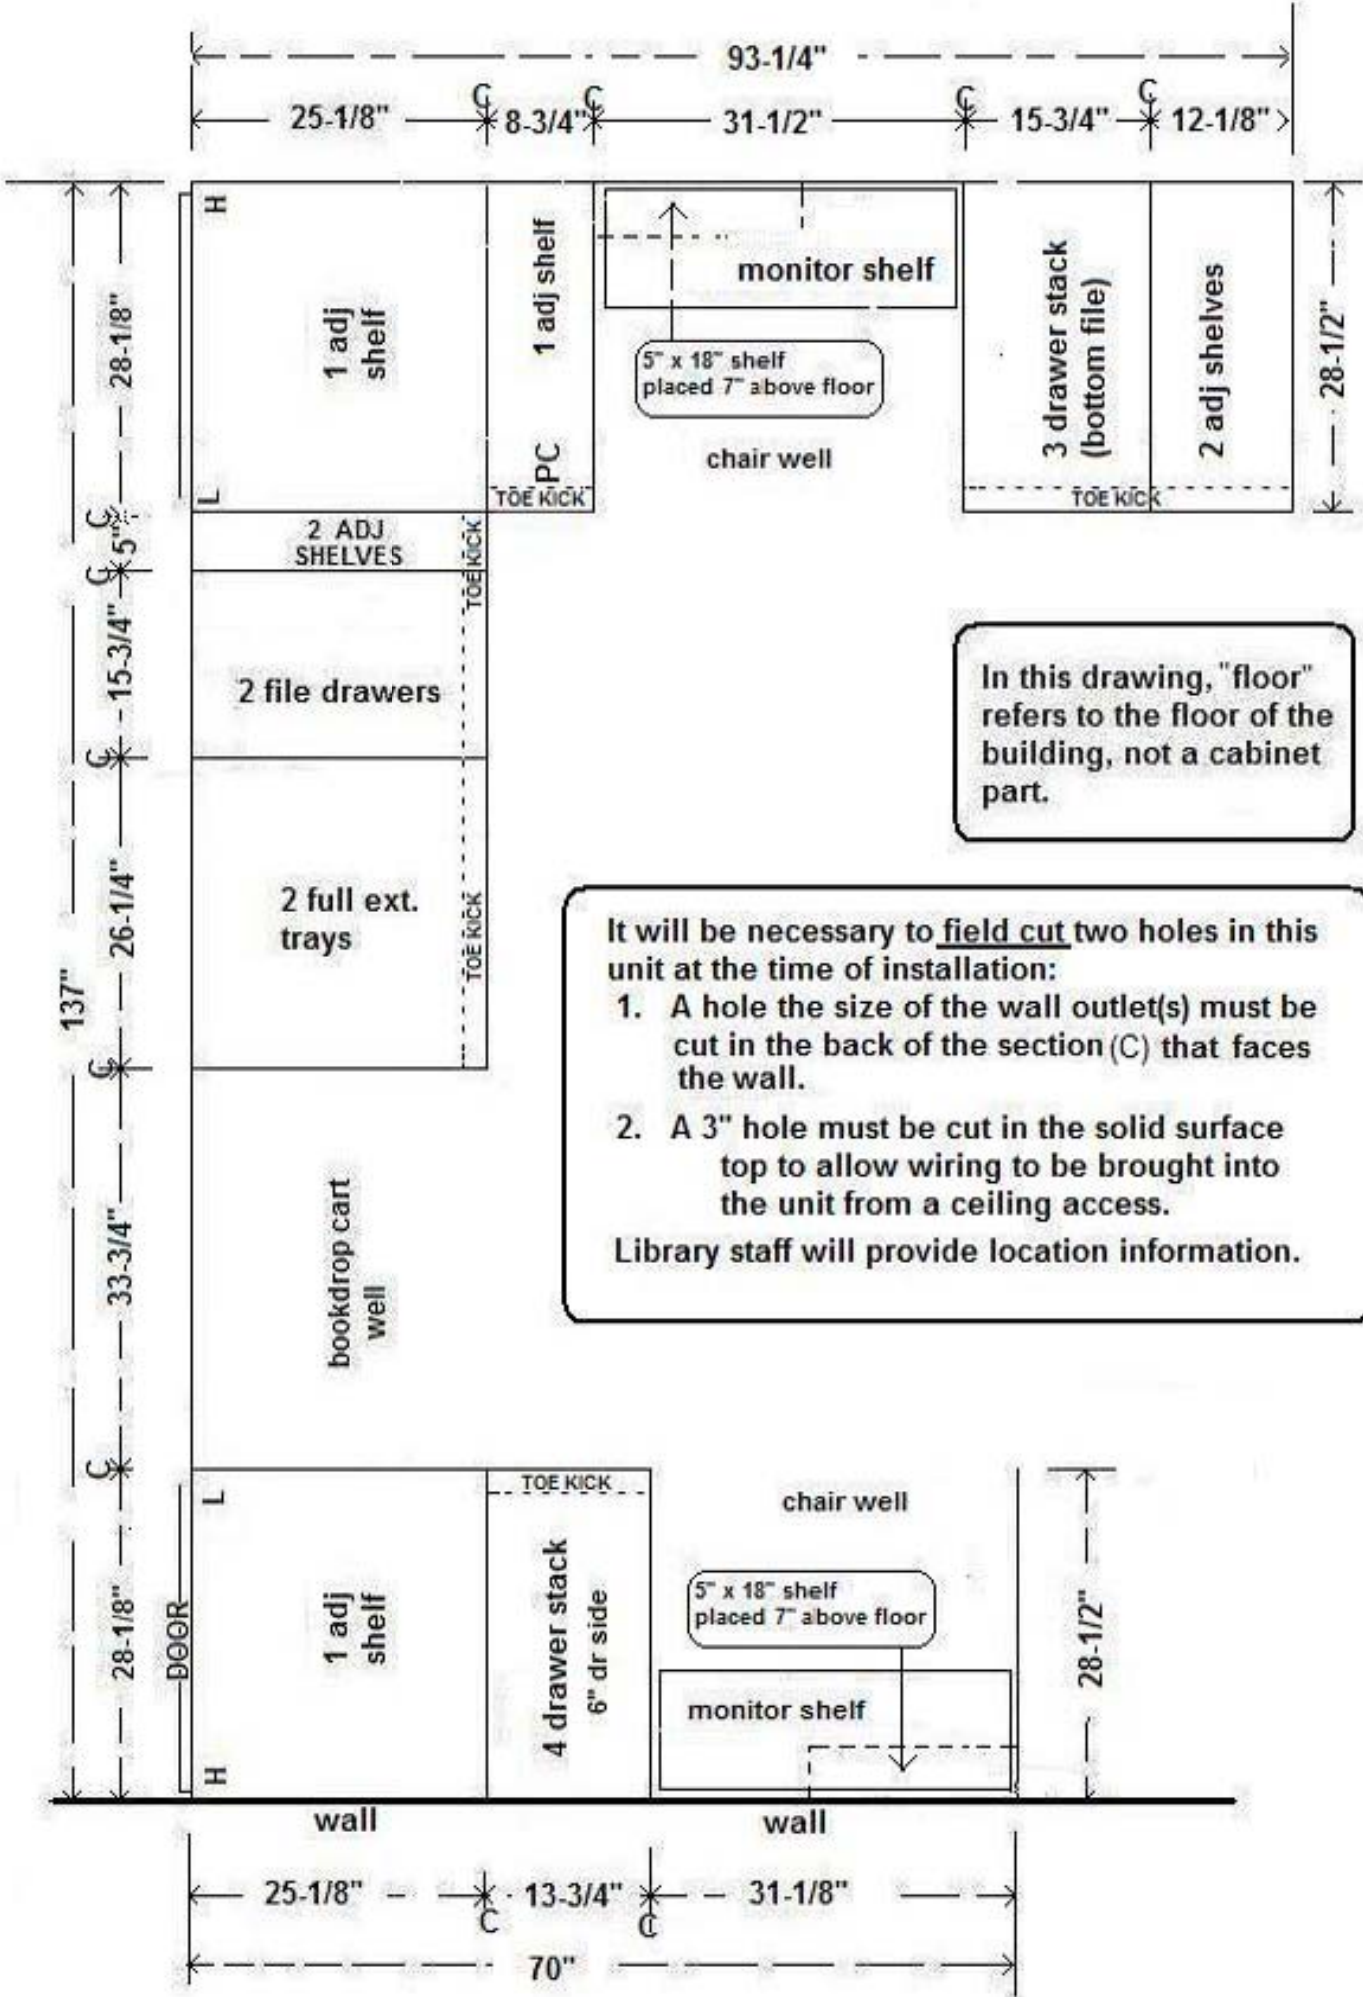 93-1/4"
25-1/8"
C
8-3/4"
C
31-1/2"
C
15-3/4"
C
12-1/8"
H
1 adj
shelf
L
1 adj shelf
PC
TOE KICK
monitor shelf
5" x 18" shelf
placed 7" above floor
chair well
3 drawer stack
(bottom file)
2 adj shelves
TOE KICK
28-1/2"
28-1/8"
C
5"
C
15-3/4"
C
26-1/4"
C
33-3/4"
C
28-1/8"
137"
2 ADJ
SHELVES
TOE KICK
2 file drawers
2 full ext.
trays
TOE KICK
In this drawing, "floor"
refers to the floor of the
building, not a cabinet
part.
It will be necessary to field cut two holes in this
unit at the time of installation:
1. A hole the size of the wall outlet(s) must be
cut in the back of the section (C) that faces
the wall.
2. A 3" hole must be cut in the solid surface
top to allow wiring to be brought into
the unit from a ceiling access.
Library staff will provide location information.
bookdrop cart
well
L
1 adj
shelf
H
DOOR
TOE KICK
4 drawer stack
6" dr side
chair well
5" x 18" shelf
placed 7" above floor
monitor shelf
28-1/2"
wall
wall
25-1/8"
C
13-3/4"
C
31-1/8"
70"